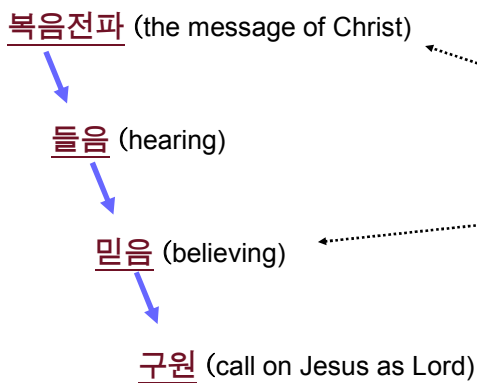 복음전파 (the message of Christ)
들음 (hearing)
믿음 (believing)
구원 (call on Jesus as Lord)